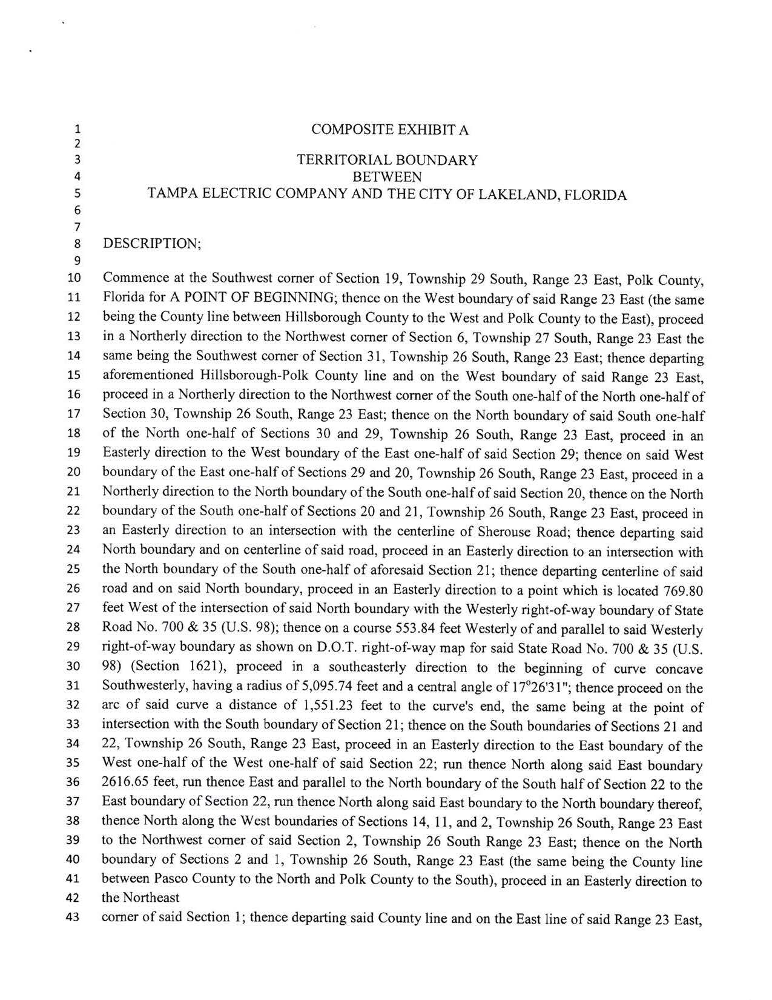 1 COMPOSITE EXHIBIT A
2
3 TERRITORIAL BOUNDARY
4 BETWEEN
5 TAMPA ELECTRIC COMPANY AND THE CITY OF LAKELAND, FLORIDA
6
7
8 DESCRIPTION;
9
10 Commence at the Southwest corner of Section 19, Township 29 South, Range 23 East, Polk County,
11 Florida for A POINT OF BEGINNING; thence on the West boundary of said Range 23 East (the same
12 being the County line between Hillsborough County to the West and Polk County to the East), proceed
13 in a Northerly direction to the Northwest corner of Section 6, Township 27 South, Range 23 East the
14 same being the Southwest corner of Section 31, Township 26 South, Range 23 East; thence departing
15 aforementioned Hillsborough-Polk County line and on the West boundary of said Range 23 East,
16 proceed in a Northerly direction to the Northwest corner of the South one-half of the North one-half of
17 Section 30, Township 26 South, Range 23 East; thence on the North boundary of said South one-half
18 of the North one-half of Sections 30 and 29, Township 26 South, Range 23 East, proceed in an
19 Easterly direction to the West boundary of the East one-half of said Section 29; thence on said West
20 boundary of the East one-half of Sections 29 and 20, Township 26 South, Range 23 East, proceed in a
21 Northerly direction to the North boundary of the South one-half of said Section 20, thence on the North
22 boundary of the South one-half of Sections 20 and 21, Township 26 South, Range 23 East, proceed in
23 an Easterly direction to an intersection with the centerline of Sherouse Road; thence departing said
24 North boundary and on centerline of said road, proceed in an Easterly direction to an intersection with
25 the North boundary of the South one-half of aforesaid Section 21; thence departing centerline of said
26 road and on said North boundary, proceed in an Easterly direction to a point which is located 769.80
27 feet West of the intersection of said North boundary with the Westerly right-of-way boundary of State
28 Road No. 700 & 35 (U.S. 98); thence on a course 553.84 feet Westerly of and parallel to said Westerly
29 right-of-way boundary as shown on D.O.T. right-of-way map for said State Road No. 700 & 35 (U.S.
30 98) (Section 1621), proceed in a southeasterly direction to the beginning of curve concave
31 Southwesterly, having a radius of 5,095.74 feet and a central angle of 17°26'31"; thence proceed on the
32 arc of said curve a distance of 1,551.23 feet to the curve's end, the same being at the point of
33 intersection with the South boundary of Section 21; thence on the South boundaries of Sections 21 and
34 22, Township 26 South, Range 23 East, proceed in an Easterly direction to the East boundary of the
35 West one-half of the West one-half of said Section 22; run thence North along said East boundary
36 2616.65 feet, run thence East and parallel to the North boundary of the South half of Section 22 to the
37 East boundary of Section 22, run thence North along said East boundary to the North boundary thereof,
38 thence North along the West boundaries of Sections 14, 11, and 2, Township 26 South, Range 23 East
39 to the Northwest corner of said Section 2, Township 26 South Range 23 East; thence on the North
40 boundary of Sections 2 and 1, Township 26 South, Range 23 East (the same being the County line
41 between Pasco County to the North and Polk County to the South), proceed in an Easterly direction to
42 the Northeast
43 corner of said Section 1; thence departing said County line and on the East line of said Range 23 East,